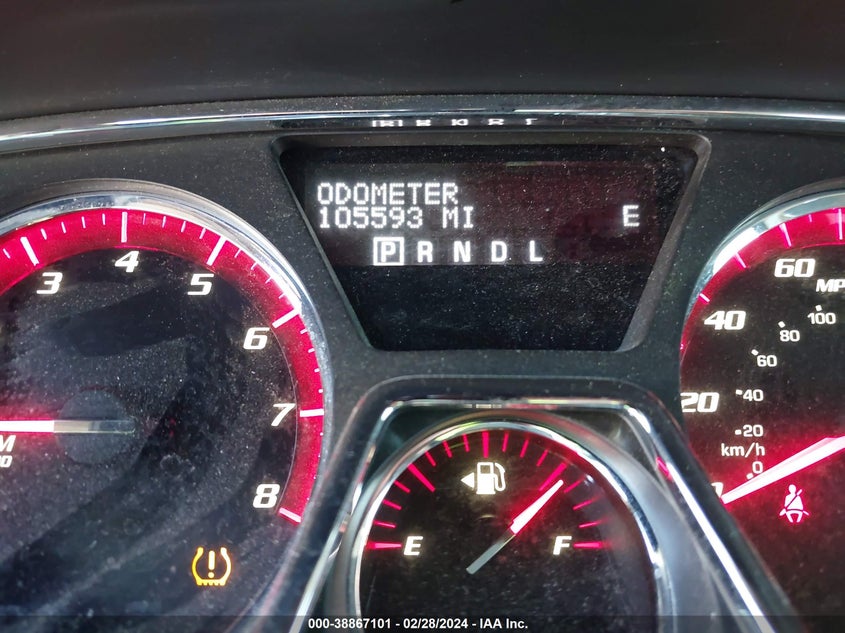 ODOMETER
105593 MI E
P R N D L
3 4 5 6 7 8
60 40 20
MP
100 80 60 40 20 0
km/h
E F
000-38867101 - 02/28/2024 - IAA Inc.